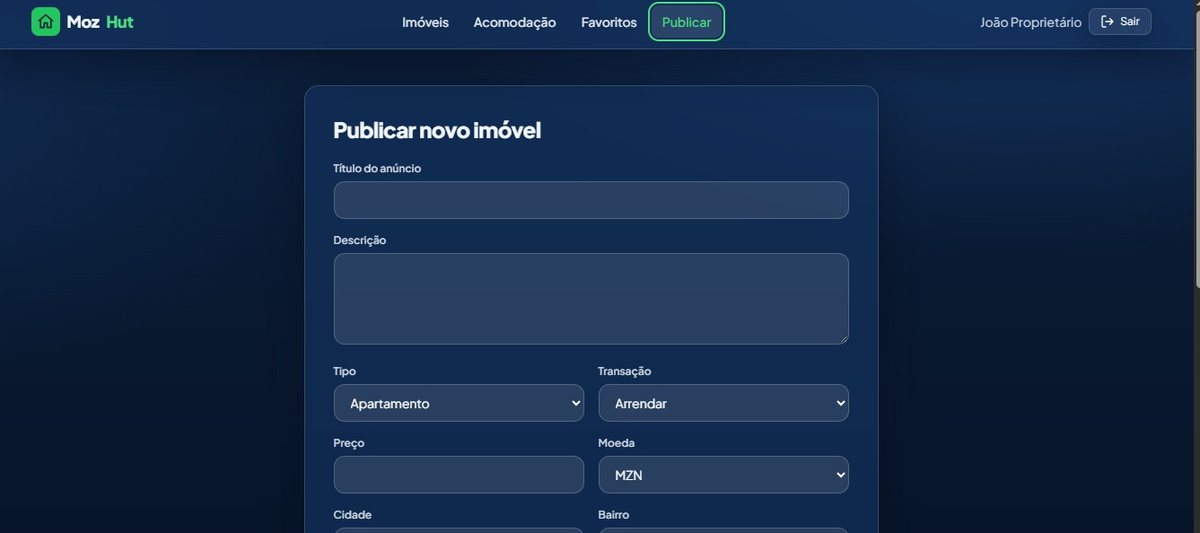 Moz Hut
Imóveis Acomodação Favoritos Publicar
João Proprietário Sair
Publicar novo imóvel
Título do anúncio
Descrição
Tipo Transação
Apartamento Arrendar
Preço Moeda
MZN
Cidade Bairro